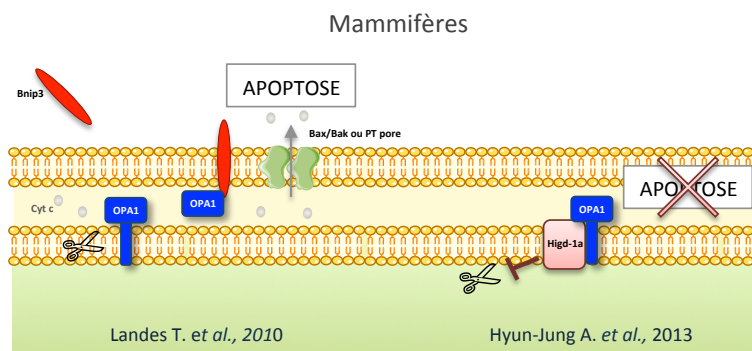 Mammifères
APOPTOSE
Bnip3
Bax/Bak ou PT pore
APOPTOSE
Cyt c
OPA1
OPA1
OPA1
Higd-1a
Landes T. et al., 2010
Hyun-Jung A. et al., 2013